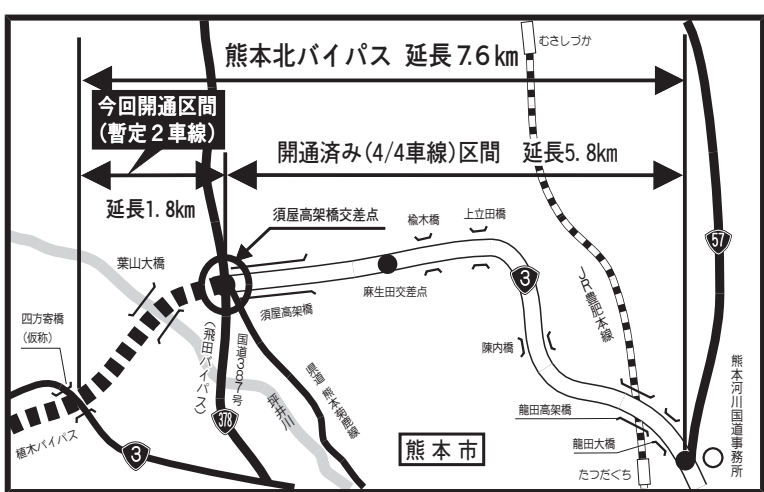 熊本北バイパス 延長7.6km
むさしづか
今回開通区間
(暫定2車線)
開通済み(4/4車線)区間 延長5.8km
延長1.8km
須屋高架橋交差点
楡木橋
上立田橋
57
葉山大橋
3
麻生田交差点
JR豊肥本線
四方寄橋
(仮称)
須屋高架橋
国道387号
(飛田バイパス)
陳内橋
県道 熊本菊鹿線
坪井川
熊本河川国道事務所
378
龍田高架橋
植木バイパス
3
熊本市
龍田大橋
たつだぐち